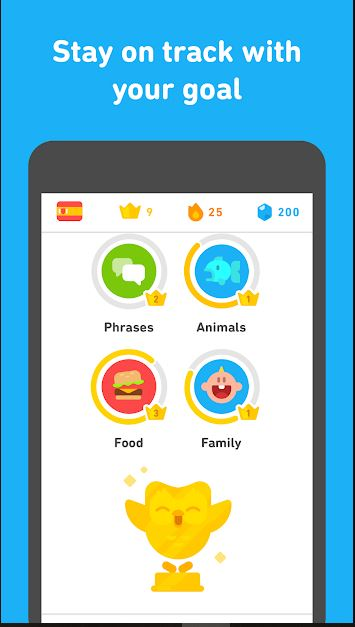 Stay on track with
your goal
9 25 200
2 1
Phrases Animals
3 1
Food Family